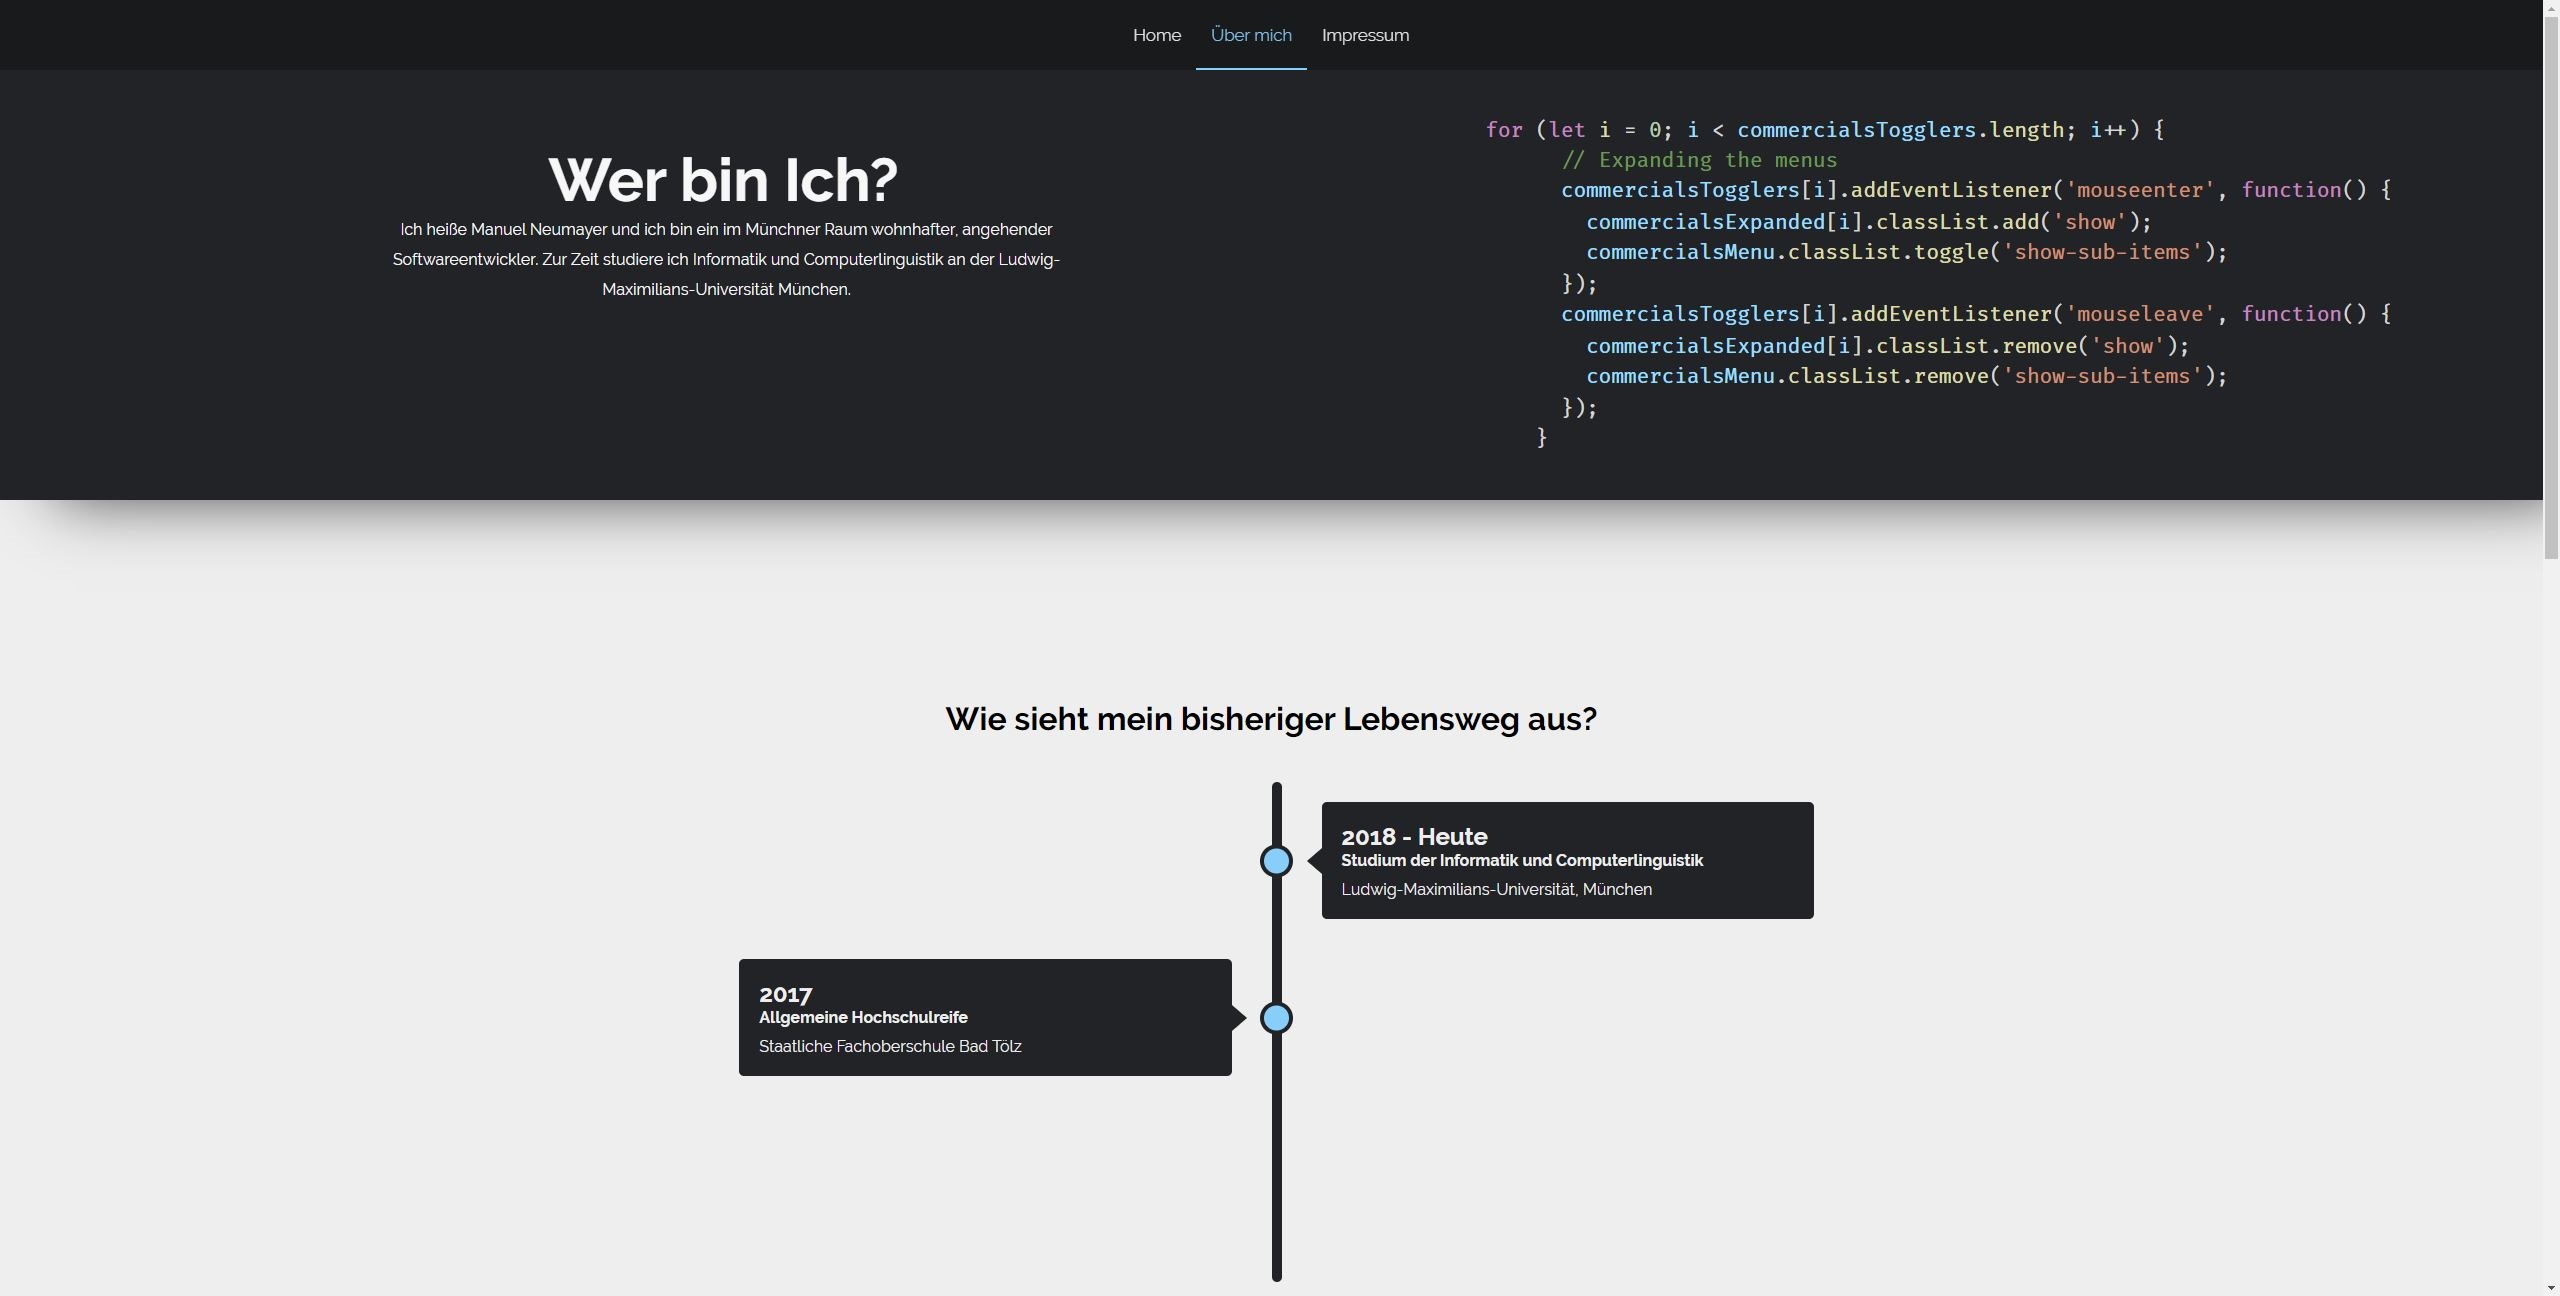 Home Über mich Impressum
Wer bin Ich?
Ich heiße Manuel Neumayer und ich bin ein im Münchner Raum wohnhafter, angehender
Softwareentwickler. Zur Zeit studiere ich Informatik und Computerlinguistik an der Ludwig-
Maximilians-Universität München.
for (let i = 0; i < commercialsTogglers.length; i++) {
// Expanding the menus
commercialsTogglers[i].addEventListener('mouseenter', function() {
commercialsExpanded[i].classList.add('show');
commercialsMenu.classList.toggle('show-sub-items');
});
commercialsTogglers[i].addEventListener('mouseleave', function() {
commercialsExpanded[i].classList.remove('show');
commercialsMenu.classList.remove('show-sub-items');
});
}
Wie sieht mein bisheriger Lebensweg aus?
2018 - Heute
Studium der Informatik und Computerlinguistik
Ludwig-Maximilians-Universität, München
2017
Allgemeine Hochschulreife
Staatliche Fachoberschule Bad Tölz